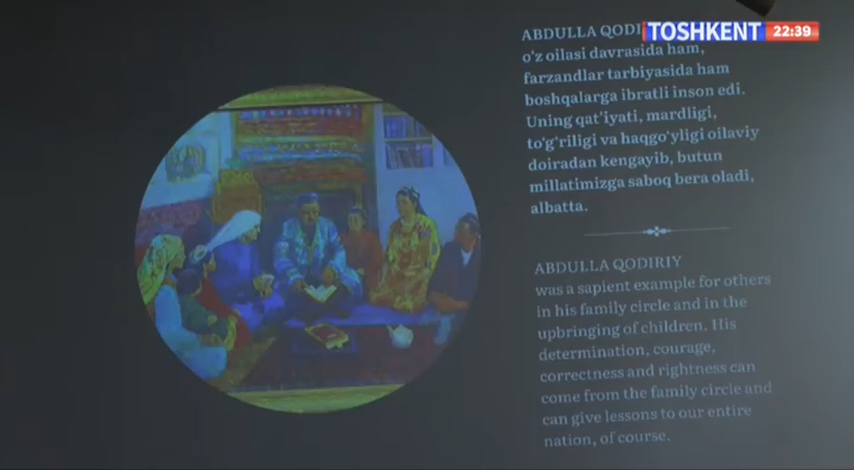 ABDULLA QODI
o'z oilasi davrasida ham,
farzandlar tarbiyasida ham
boshqalarga ibratli inson edi.
Uning qat'iyati, mardligi,
to'g'riligi va haqgo'yligi oilaviy
doiradan kengayib, butun
millatimizga saboq bera oladi,
albatta.
ABDULLA QODIRIY
was a sapient example for others
in his family circle and in the
upbringing of children. His
determination, courage,
correctness and rightness can
come from the family circle and
can give lessons to our entire
nation, of course.
TOSHKENT 22:39